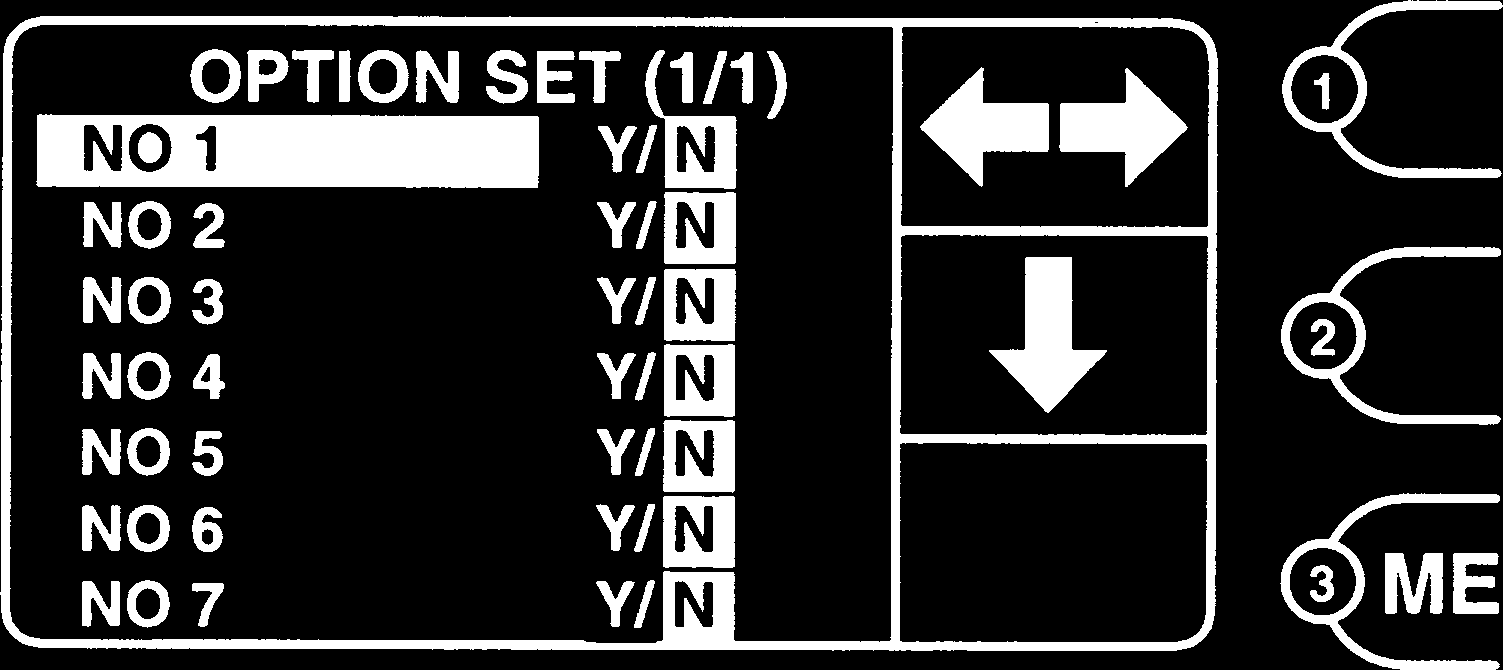 OPTION SET (1/1)
NO 1 Y/N
NO 2 Y/N
NO 3 Y/N
NO 4 Y/N
NO 5 Y/N
NO 6 Y/N
NO 7 Y/N
1
2
3 ME